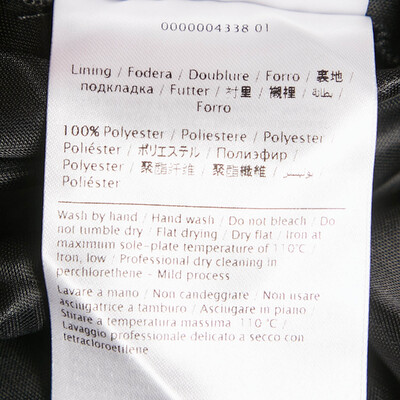 0000004338 01
Lining / Fodera / Doublure / Forro / 裏地 /
подкладка / Futter / 衬里 / 襯裡 / بطانة /
Forro
100% Polyester / Poliestere / Polyester /
Poliéster / ポリエステル / Полиэфир /
Polyester / 聚酯纤维 / 聚酯纖維 / بوليستر /
Poliéster
Wash by hand / Hand wash / Do not bleach / Do
not tumble dry / Flat drying / Dry flat / Iron at
maximum sole-plate temperature of 110°C /
Iron, low / Professional dry cleaning in
perchlorethene - Mild process
Lavare a mano / Non candeggiare / Non usare
asciugatrice a tamburo / Asciugare in piano /
Stirare a temperatura massima 110°C /
Lavaggio professionale delicato a secco con
tetracloroetilene